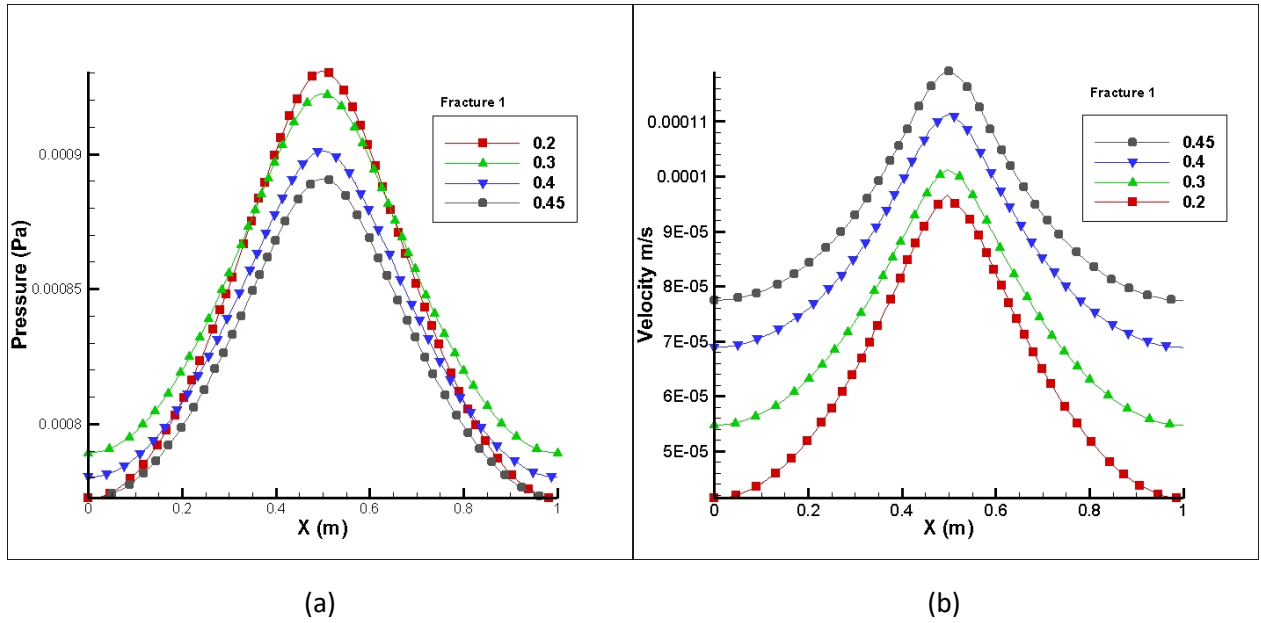 Fracture 1
0.2
0.3
0.4
0.45
0.0009
0.00085
0.0008
Pressure (Pa)
0
0.2
0.4
0.6
0.8
1
X (m)
(a)
Fracture 1
0.45
0.4
0.3
0.2
0.00011
0.0001
9E-05
8E-05
7E-05
6E-05
5E-05
Velocity m/s
0
0.2
0.4
0.6
0.8
1
X (m)
(b)